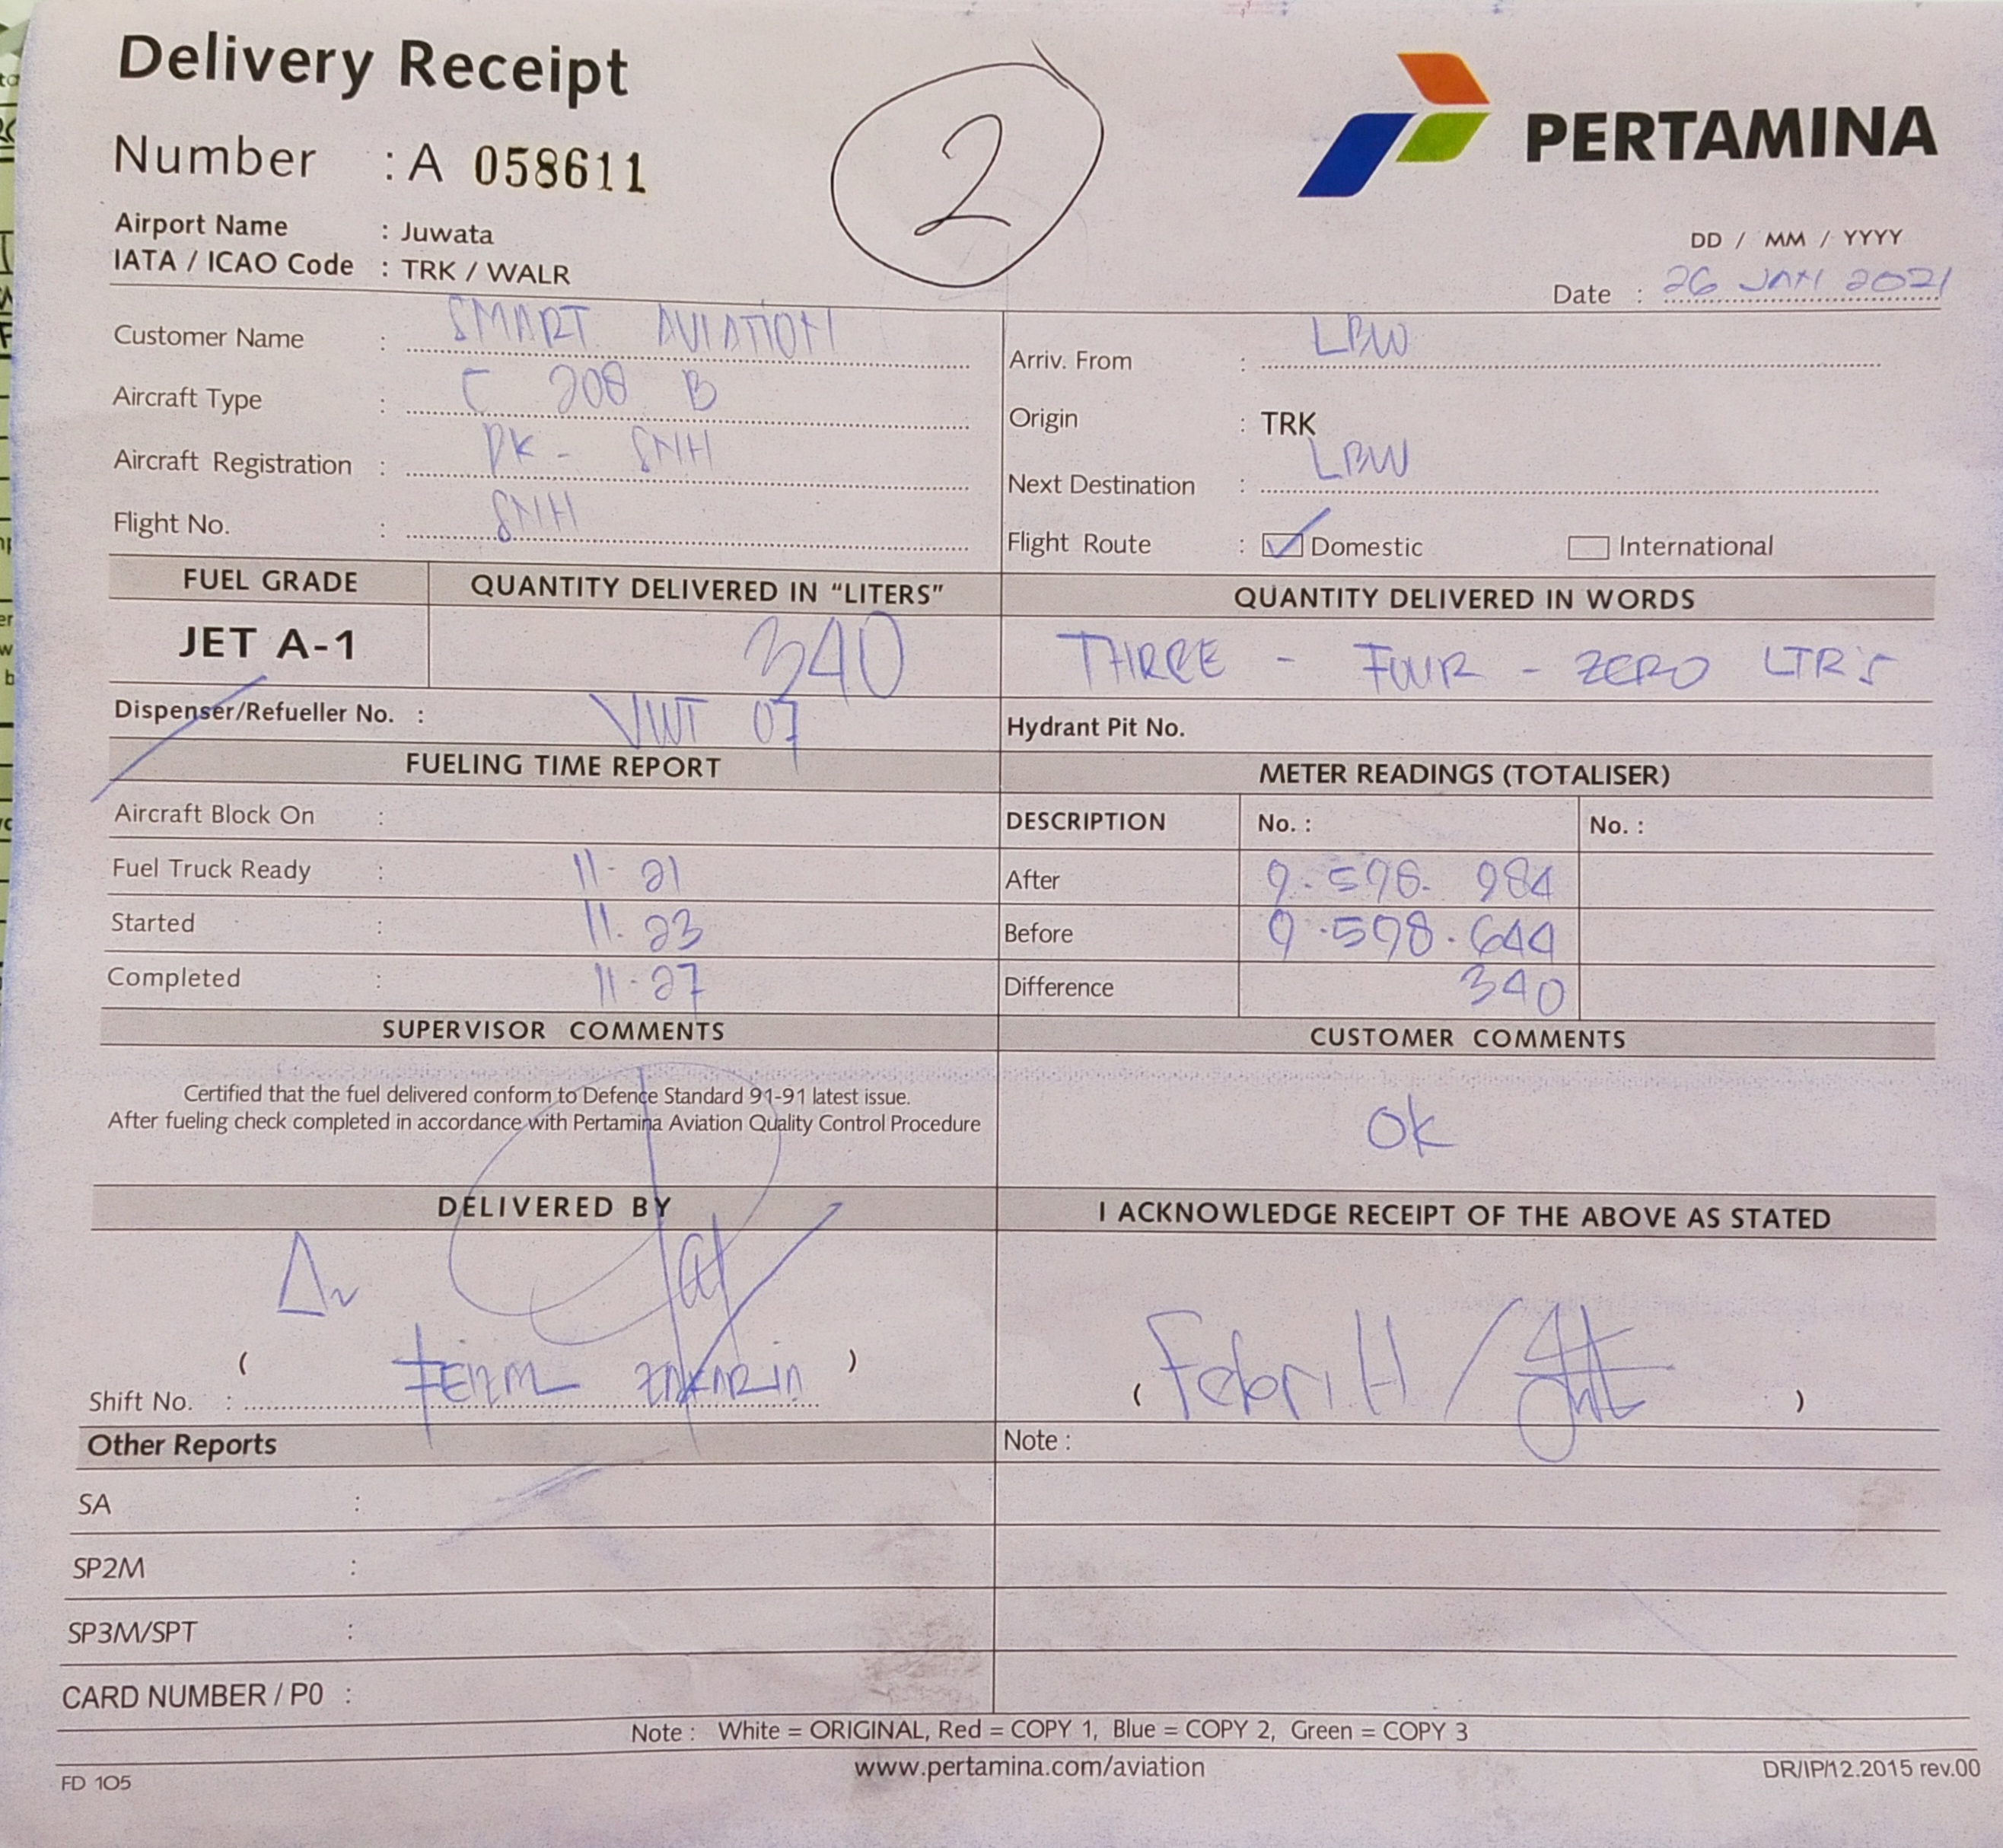 Delivery Receipt
2
PERTAMINA
Number : A 058611
Airport Name : Juwata
IATA / ICAO Code : TRK / WALR
DD / MM / YYYY
Date : 26 JAN 2021
Customer Name : SMART AVIATION
Arriv. From : LBW
Aircraft Type : C 208 B
Origin : TRK
Aircraft Registration : PK - SNH
Next Destination : LBW
Flight No. : SNH
Flight Route : Domestic International
FUEL GRADE QUANTITY DELIVERED IN “LITERS” QUANTITY DELIVERED IN WORDS
JET A-1 340 THREE - FOUR - ZERO LTR'S
Dispenser/Refueller No. : 07
Hydrant Pit No.
FUELING TIME REPORT METER READINGS (TOTALISER)
Aircraft Block On :
DESCRIPTION No. : No. :
Fuel Truck Ready : 11-21
After 9.598.984
Started : 11.23
Before 9.598.644
Completed : 11-27
Difference 340
SUPERVISOR COMMENTS CUSTOMER COMMENTS
Certified that the fuel delivered conform to Defence Standard 91-91 latest issue.
After fueling check completed in accordance with Pertamina Aviation Quality Control Procedure
OK
DELIVERED BY I ACKNOWLEDGE RECEIPT OF THE ABOVE AS STATED
( )
( Febri.H / )
Shift No. :
Other Reports Note :
SA :
SP2M :
SP3M/SPT :
CARD NUMBER / P0 :
Note : White = ORIGINAL, Red = COPY 1, Blue = COPY 2, Green = COPY 3
www.pertamina.com/aviation
FD 105
DR/IP/12.2015 rev.00